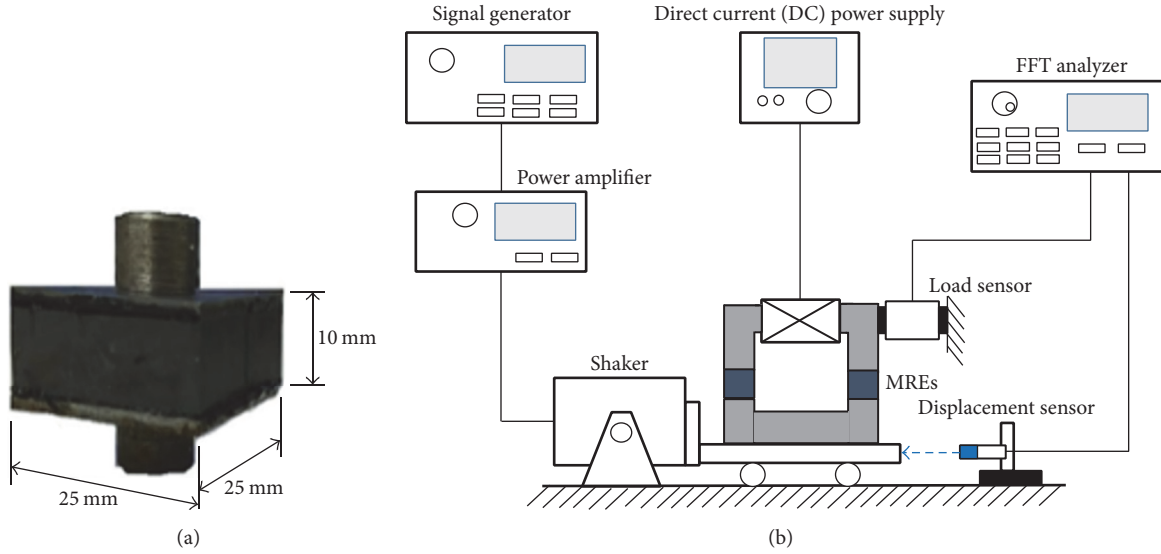 Signal generator
Direct current (DC) power supply
FFT analyzer
Power amplifier
Load sensor
10 mm
Shaker
MREs
Displacement sensor
25 mm
25 mm
(a)
(b)